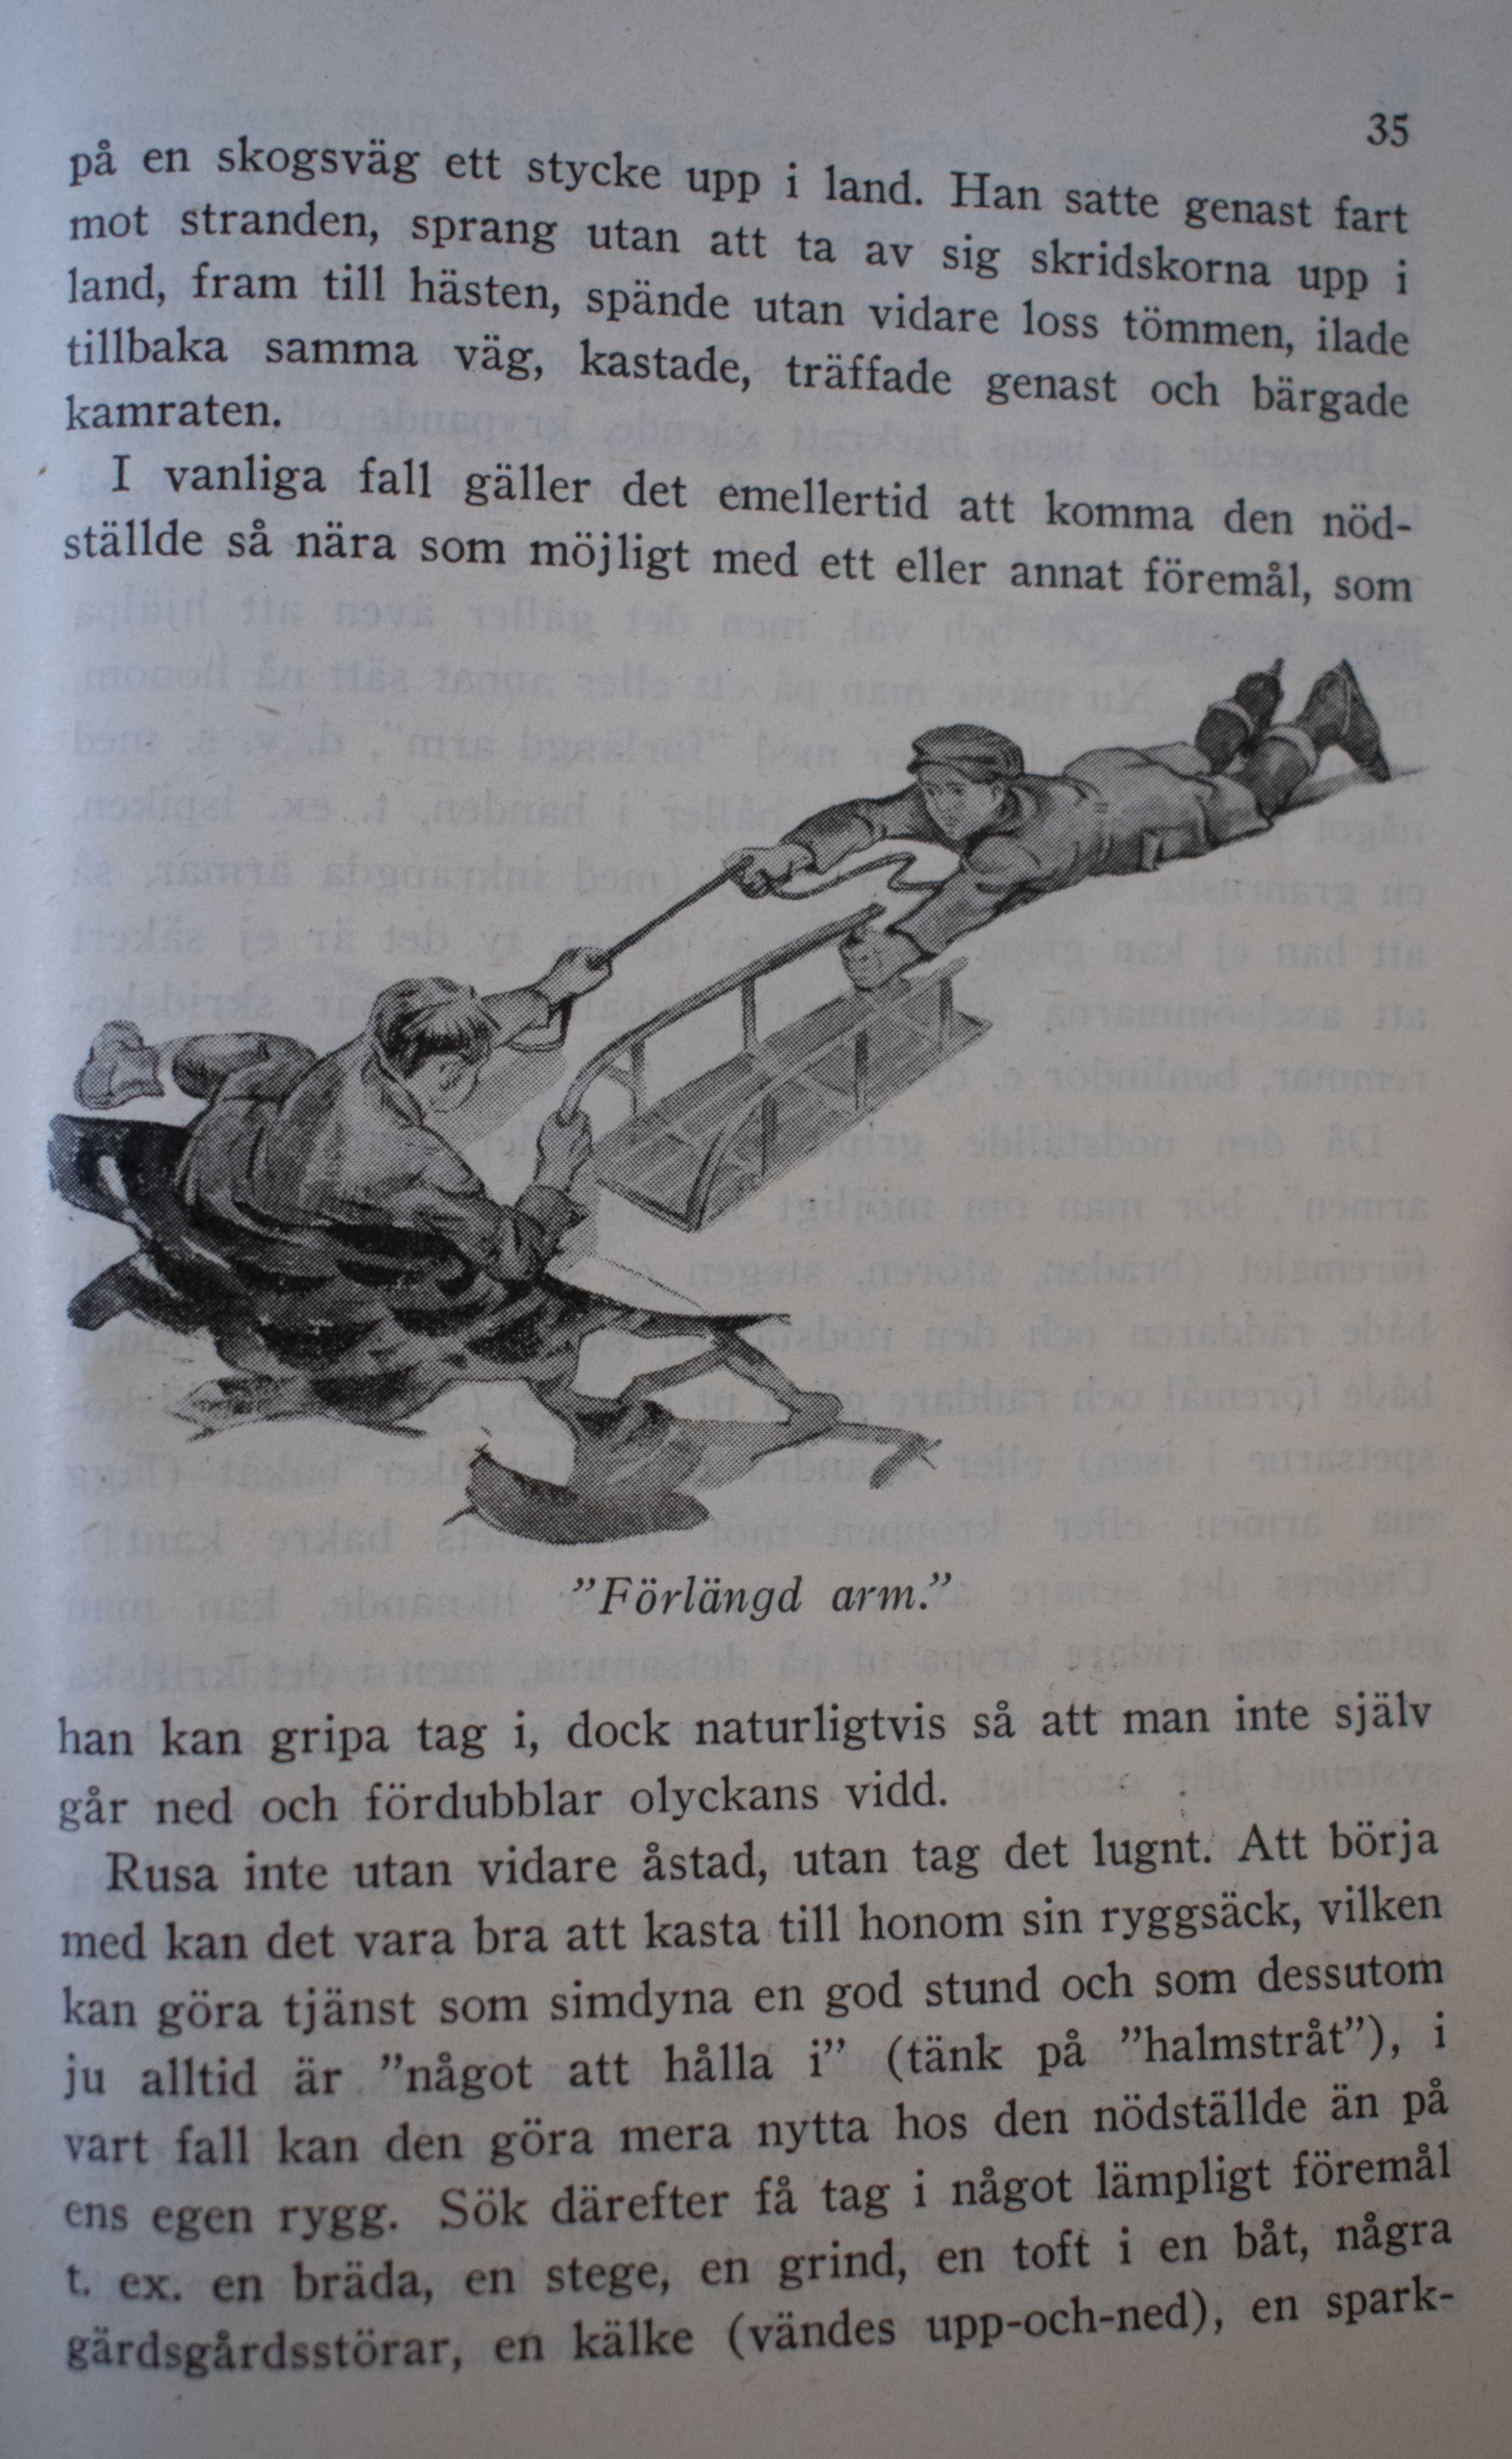 35
på en skogsväg ett stycke upp i land. Han satte genast fart
mot stranden, sprang utan att ta av sig skridskorna upp i
land, fram till hästen, spände utan vidare loss tömmen, ilade
tillbaka samma väg, kastade, träffade genast och bärgade
kamraten.
I vanliga fall gäller det emellertid att komma den nöd-
ställde så nära som möjligt med ett eller annat föremål, som
”Förlängd arm.”
han kan gripa tag i, dock naturligtvis så att man inte själv
går ned och fördubblar olyckans vidd.
Rusa inte utan vidare åstad, utan tag det lugnt. Att börja
med kan det vara bra att kasta till honom sin ryggsäck, vilken
kan göra tjänst som simdyna en god stund och som dessutom
ju alltid är ”något att hålla i” (tänk på ”halmstråt”), i
vart fall kan den göra mera nytta hos den nödställde än på
ens egen rygg. Sök därefter få tag i något lämpligt föremål
t. ex. en bräda, en stege, en grind, en toft i en båt, några
gärdsgårdsstörar, en kälke (vändes upp-och-ned), en spark-